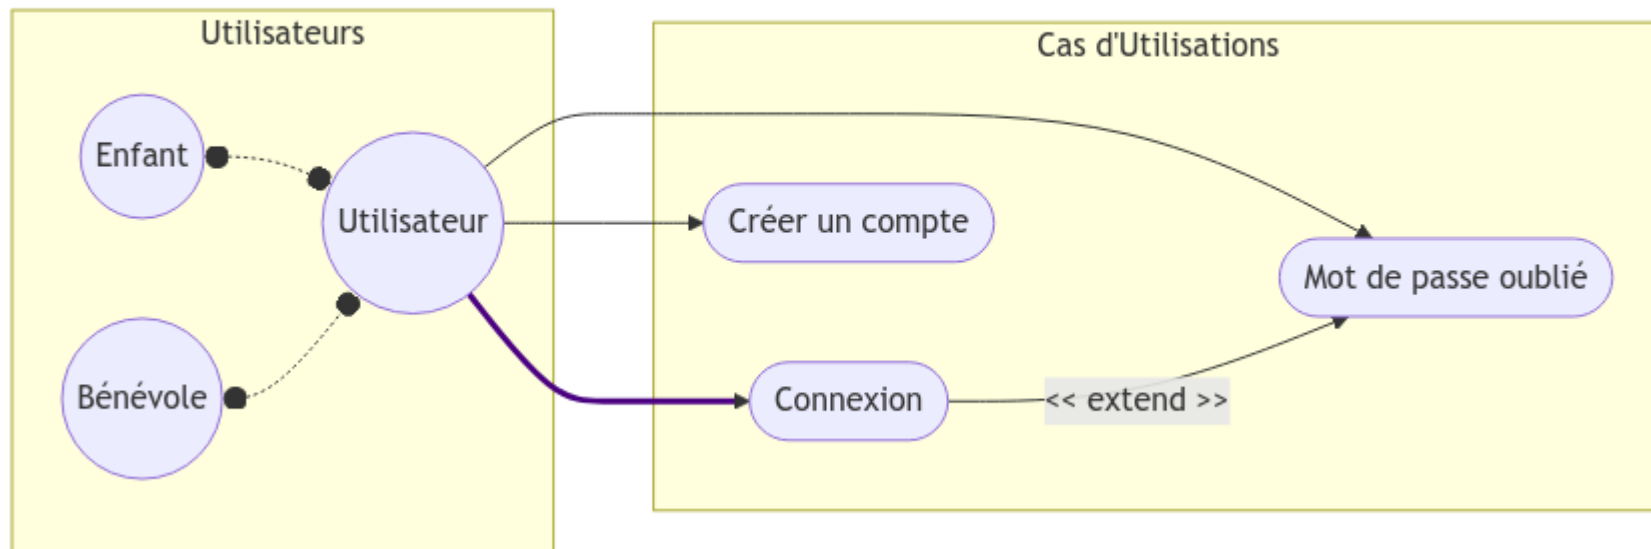 Utilisateurs
Cas d'Utilisations
Enfant
Utilisateur
Créer un compte
Mot de passe oublié
Bénévole
Connexion
<< extend >>